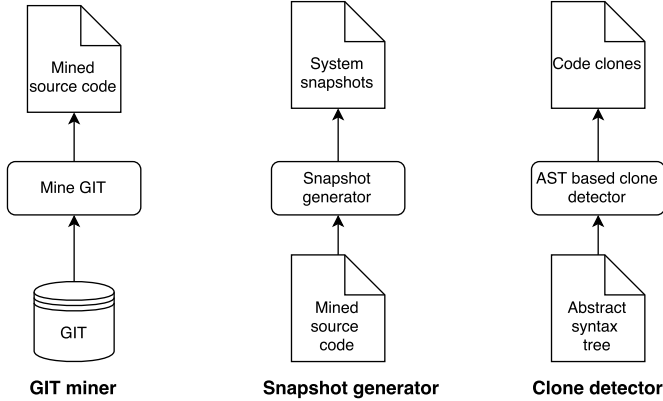 Mined
source code
Mine GIT
GIT
GIT miner
System
snapshots
Snapshot
generator
Mined
source
code
Snapshot generator
Code clones
AST based clone
detector
Abstract
syntax
tree
Clone detector